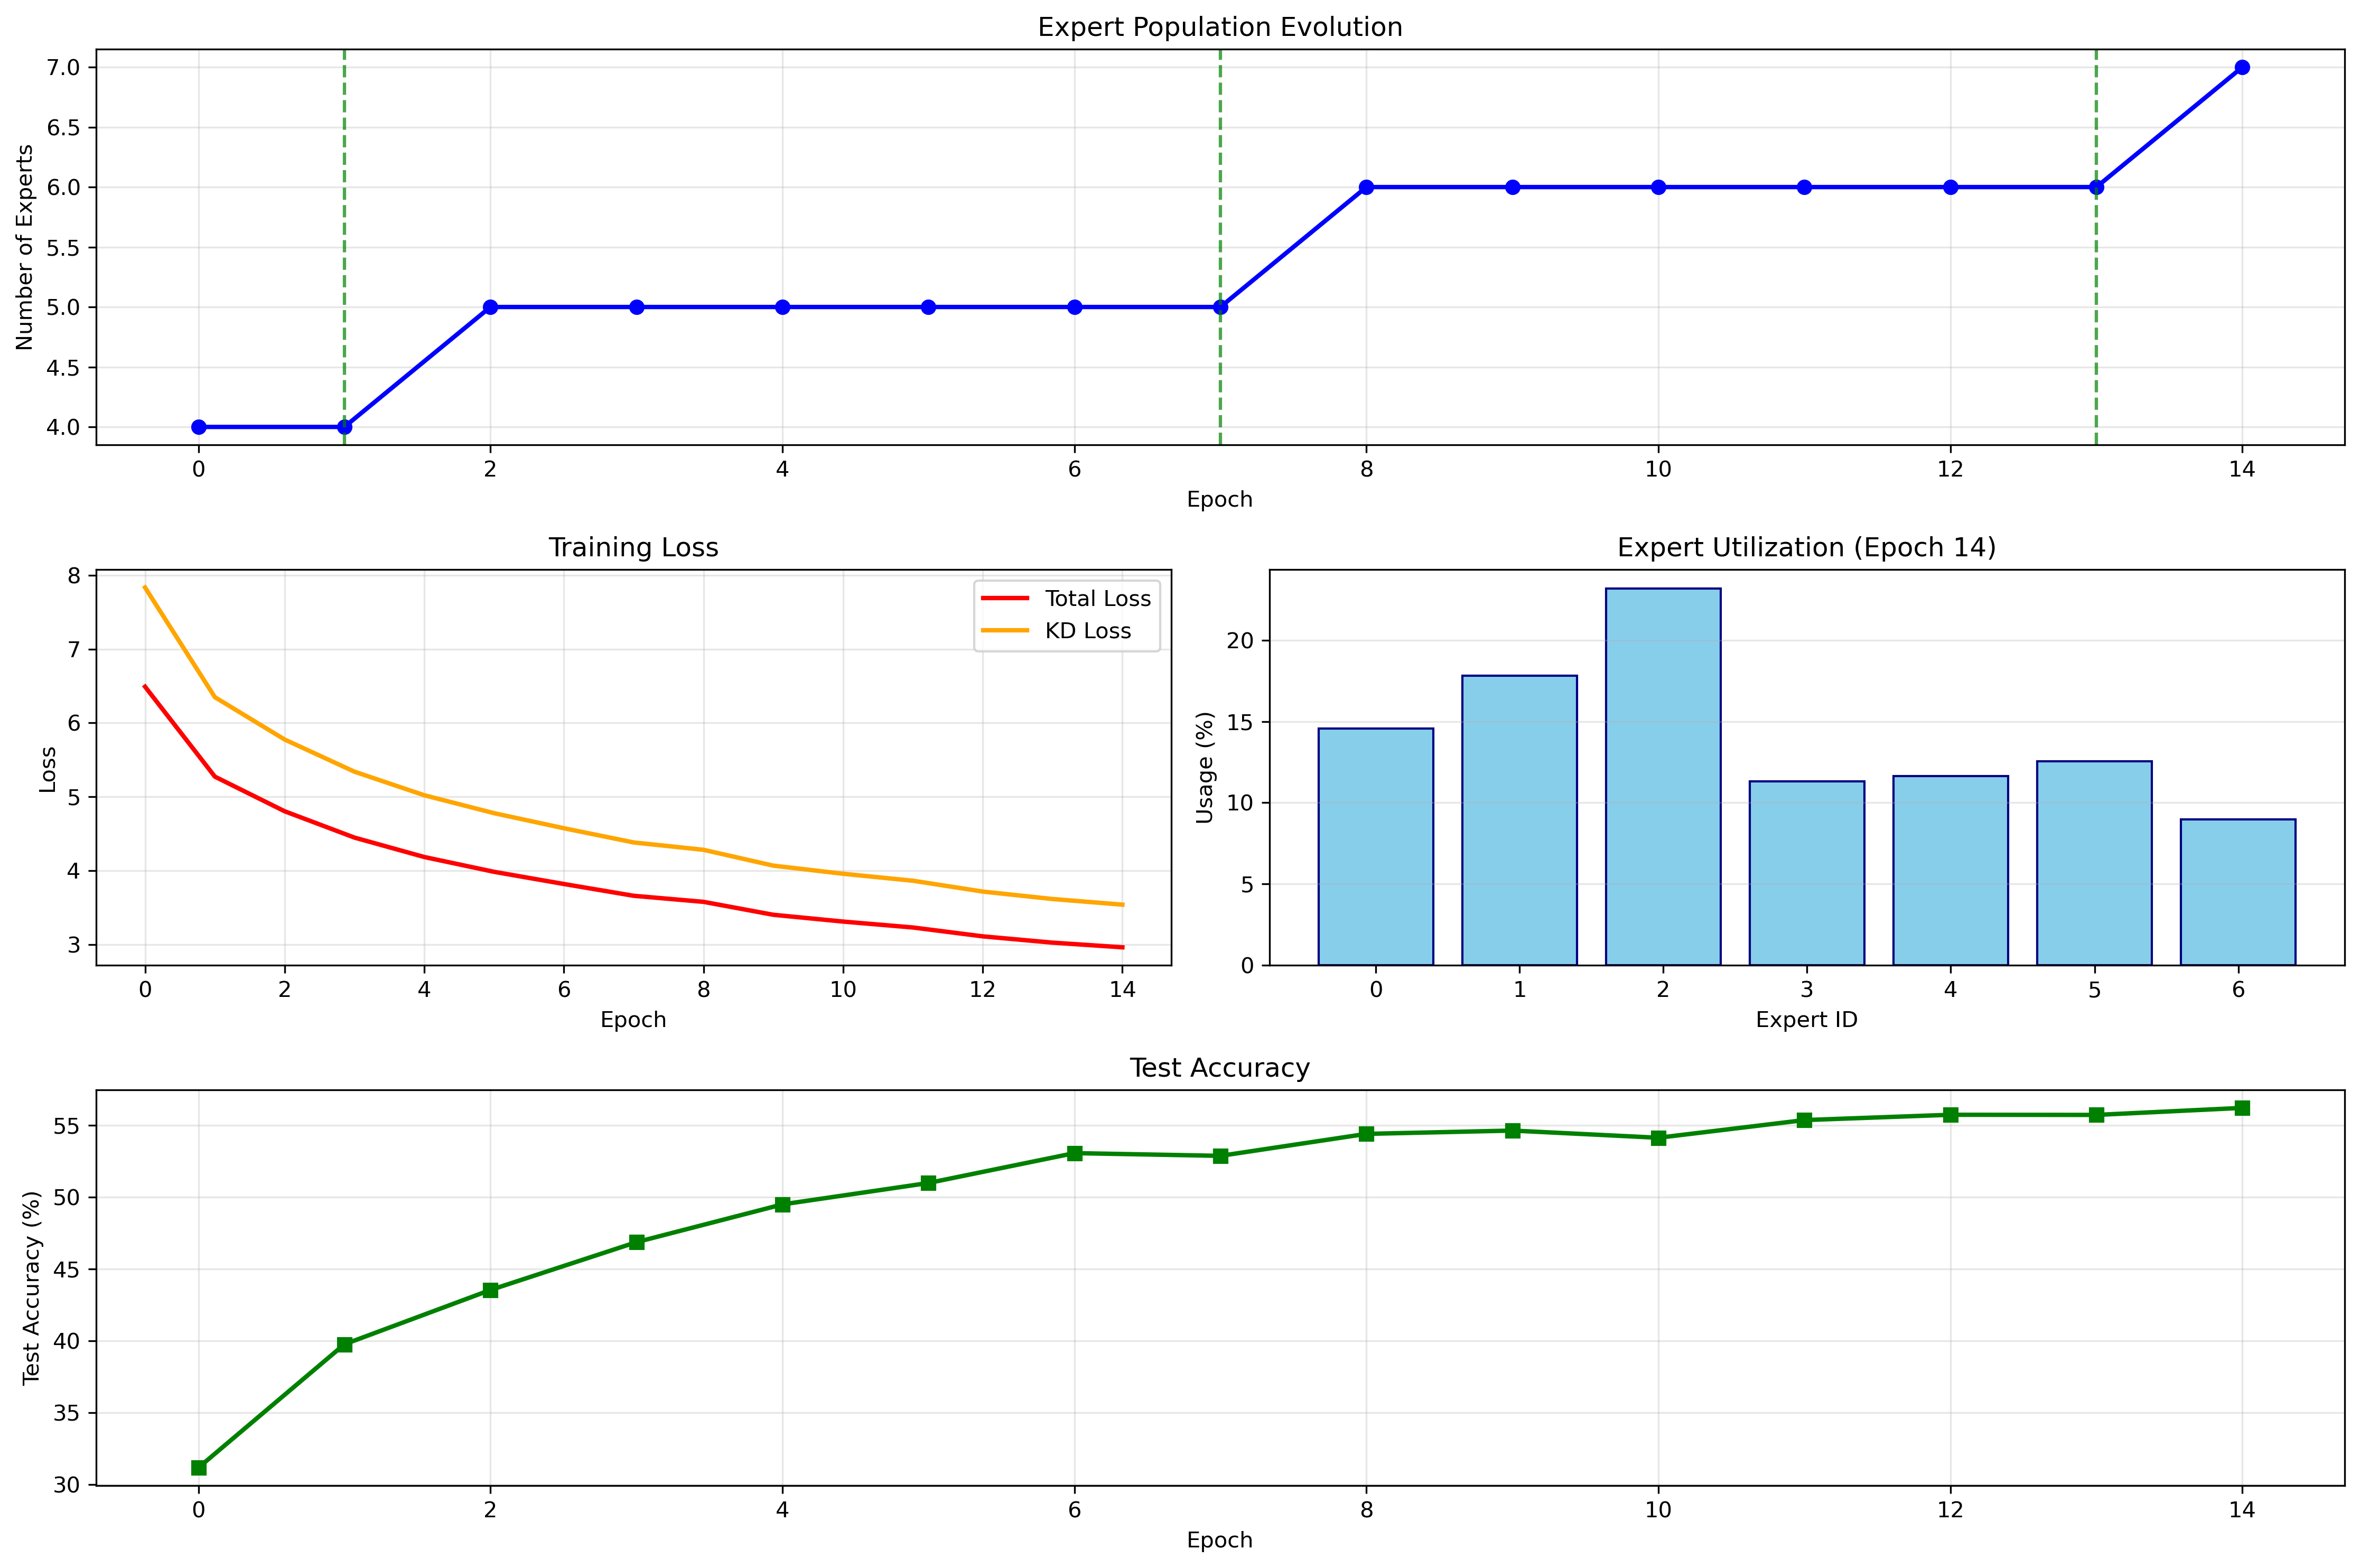 Expert Population Evolution
7.0
6.5
6.0
5.5
5.0
4.5
4.0
Number of Experts
0 2 4 6 8 10 12 14
Epoch
Training Loss
8
7
6
5
4
3
Loss
Total Loss
KD Loss
0 2 4 6 8 10 12 14
Epoch
Expert Utilization (Epoch 14)
20
15
10
5
0
Usage (%)
0 1 2 3 4 5 6
Expert ID
Test Accuracy
55
50
45
40
35
30
Test Accuracy (%)
0 2 4 6 8 10 12 14
Epoch